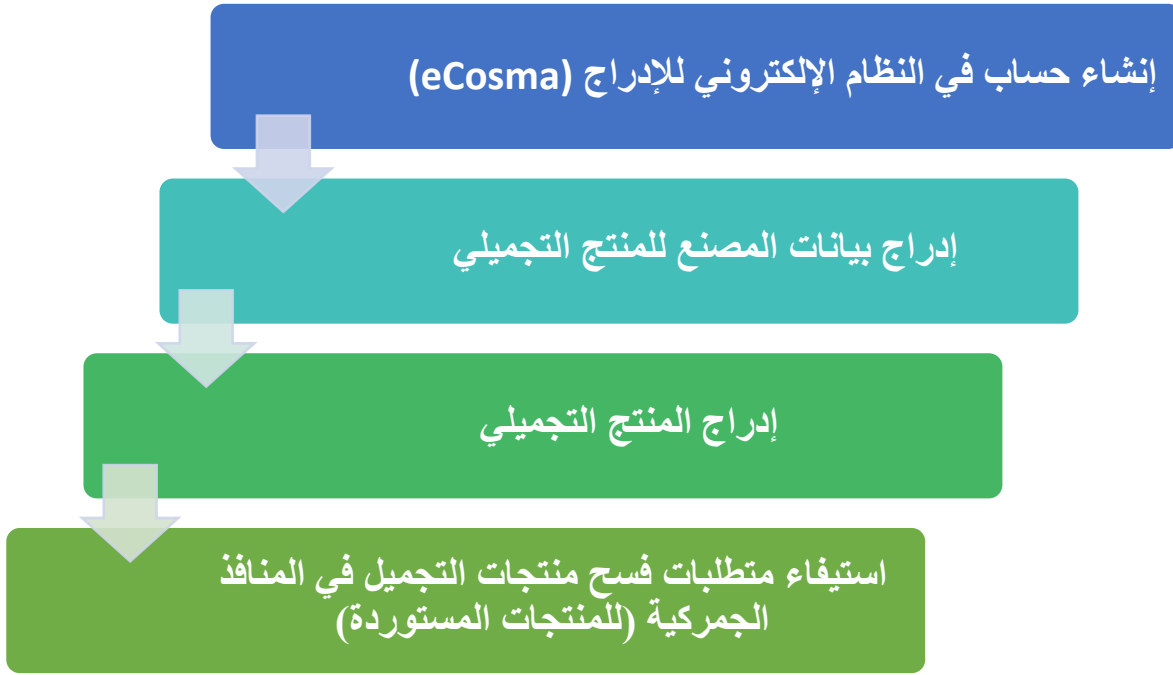 إنشاء حساب في النظام الإلكتروني للإدراج (eCosma)
إدراج بيانات المصنع للمنتج التجميلي
إدراج المنتج التجميلي
استيفاء متطلبات فسح منتجات التجميل في المنافذ
الجمركية (للمنتجات المستوردة)